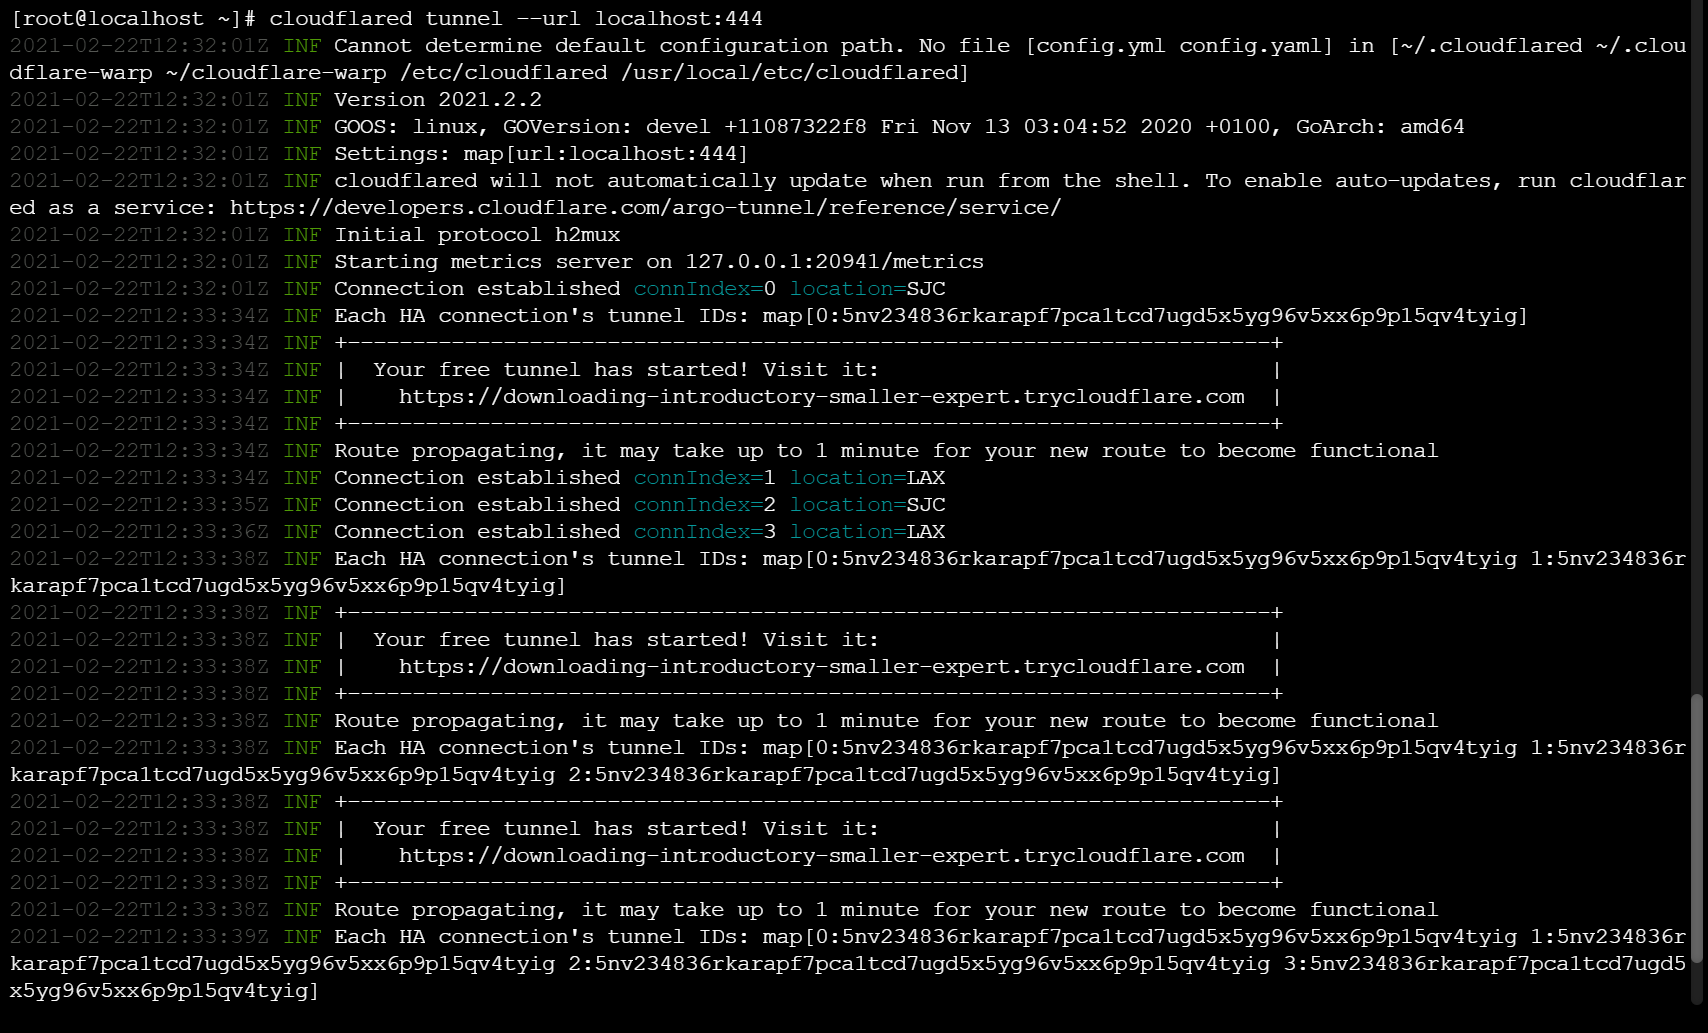 [root@localhost ~]# cloudflared tunnel --url localhost:444
2021-02-22T12:32:01Z INF Cannot determine default configuration path. No file [config.yml config.yaml] in [~/.cloudflared ~/.clou
dflare-warp ~/cloudflare-warp /etc/cloudflared /usr/local/etc/cloudflared]
2021-02-22T12:32:01Z INF Version 2021.2.2
2021-02-22T12:32:01Z INF GOOS: linux, GOVersion: devel +11087322f8 Fri Nov 13 03:04:52 2020 +0100, GoArch: amd64
2021-02-22T12:32:01Z INF Settings: map[url:localhost:444]
2021-02-22T12:32:01Z INF cloudflared will not automatically update when run from the shell. To enable auto-updates, run cloudflar
ed as a service: https://developers.cloudflare.com/argo-tunnel/reference/service/
2021-02-22T12:32:01Z INF Initial protocol h2mux
2021-02-22T12:32:01Z INF Starting metrics server on 127.0.0.1:20941/metrics
2021-02-22T12:32:01Z INF Connection established connIndex=0 location=SJC
2021-02-22T12:33:34Z INF Each HA connection's tunnel IDs: map[0:5nv234836rkarapf7pca1tcd7ugd5x5yg96v5xx6p9p15qv4tyig]
2021-02-22T12:33:34Z INF +-----------------------------------------------------------------------+
2021-02-22T12:33:34Z INF |  Your free tunnel has started! Visit it:                              |
2021-02-22T12:33:34Z INF |    https://downloading-introductory-smaller-expert.trycloudflare.com  |
2021-02-22T12:33:34Z INF +-----------------------------------------------------------------------+
2021-02-22T12:33:34Z INF Route propagating, it may take up to 1 minute for your new route to become functional
2021-02-22T12:33:34Z INF Connection established connIndex=1 location=LAX
2021-02-22T12:33:35Z INF Connection established connIndex=2 location=SJC
2021-02-22T12:33:36Z INF Connection established connIndex=3 location=LAX
2021-02-22T12:33:38Z INF Each HA connection's tunnel IDs: map[0:5nv234836rkarapf7pca1tcd7ugd5x5yg96v5xx6p9p15qv4tyig 1:5nv234836r
karapf7pca1tcd7ugd5x5yg96v5xx6p9p15qv4tyig]
2021-02-22T12:33:38Z INF +-----------------------------------------------------------------------+
2021-02-22T12:33:38Z INF |  Your free tunnel has started! Visit it:                              |
2021-02-22T12:33:38Z INF |    https://downloading-introductory-smaller-expert.trycloudflare.com  |
2021-02-22T12:33:38Z INF +-----------------------------------------------------------------------+
2021-02-22T12:33:38Z INF Route propagating, it may take up to 1 minute for your new route to become functional
2021-02-22T12:33:38Z INF Each HA connection's tunnel IDs: map[0:5nv234836rkarapf7pca1tcd7ugd5x5yg96v5xx6p9p15qv4tyig 1:5nv234836r
karapf7pca1tcd7ugd5x5yg96v5xx6p9p15qv4tyig 2:5nv234836rkarapf7pca1tcd7ugd5x5yg96v5xx6p9p15qv4tyig]
2021-02-22T12:33:38Z INF +-----------------------------------------------------------------------+
2021-02-22T12:33:38Z INF |  Your free tunnel has started! Visit it:                              |
2021-02-22T12:33:38Z INF |    https://downloading-introductory-smaller-expert.trycloudflare.com  |
2021-02-22T12:33:38Z INF +-----------------------------------------------------------------------+
2021-02-22T12:33:38Z INF Route propagating, it may take up to 1 minute for your new route to become functional
2021-02-22T12:33:39Z INF Each HA connection's tunnel IDs: map[0:5nv234836rkarapf7pca1tcd7ugd5x5yg96v5xx6p9p15qv4tyig 1:5nv234836r
karapf7pca1tcd7ugd5x5yg96v5xx6p9p15qv4tyig 2:5nv234836rkarapf7pca1tcd7ugd5x5yg96v5xx6p9p15qv4tyig 3:5nv234836rkarapf7pca1tcd7ugd5
x5yg96v5xx6p9p15qv4tyig]